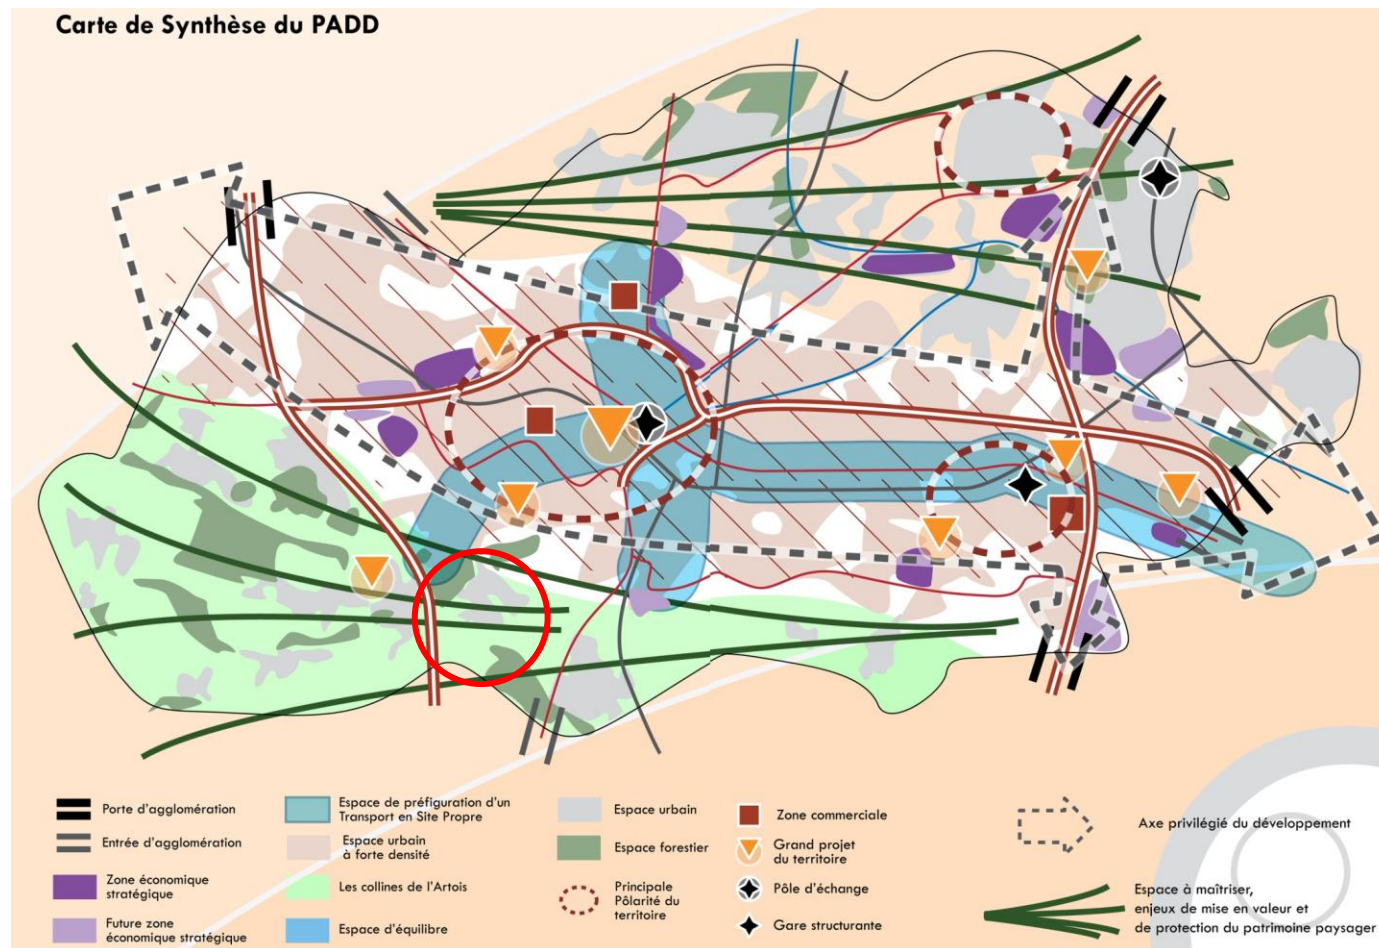 Carte de Synthèse du PADD
Porte d'agglomération
Entrée d'agglomération
Zone économique
stratégique
Future zone
économique stratégique
Espace de préfiguration d'un
Transport en Site Propre
Espace urbain
à forte densité
Les collines de l'Artois
Espace d'équilibre
Espace urbain
Espace forestier
Principale
Pôlarité du
territoire
Zone commerciale
Grand projet
du territoire
Pôle d'échange
Gare structurante
Axe privilégié du développement
Espace à maîtriser,
enjeux de mise en valeur et
de protection du patrimoine paysager